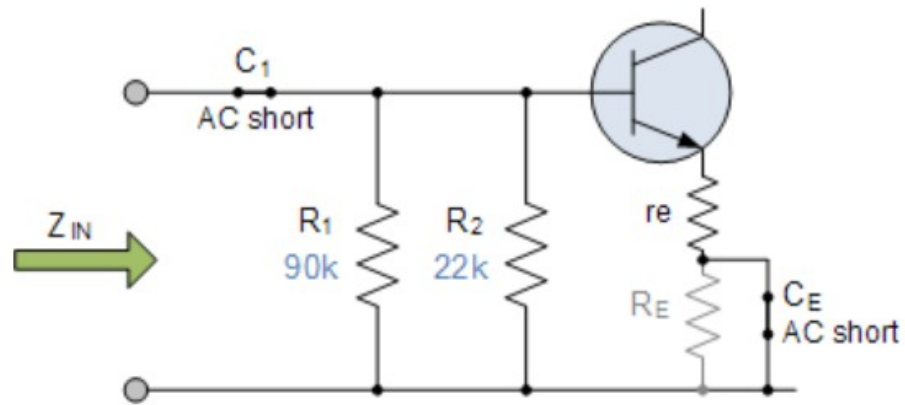 C1
AC short
ZIN
R1
90k
R2
22k
re
RE
CE
AC short